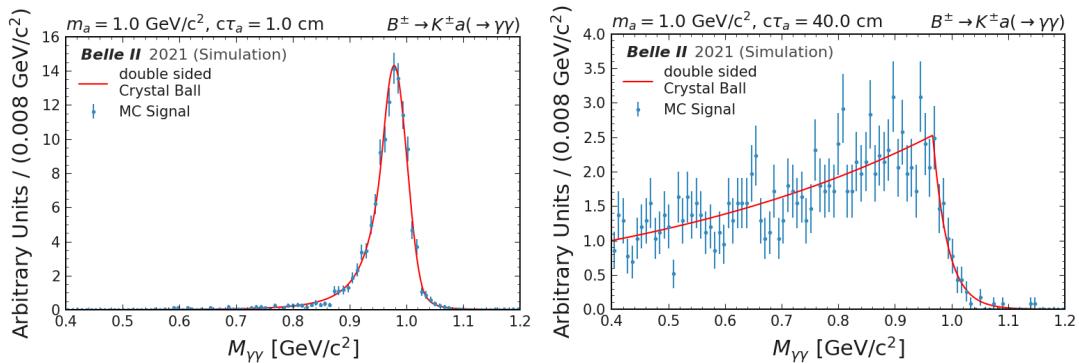 m_a = 1.0 GeV/c², cτ_a = 1.0 cm
B± → K±a(→ γγ)
16
14
12
10
8
6
4
2
0
Arbitrary Units / (0.008 GeV/c²)
Belle II 2021 (Simulation)
double sided
Crystal Ball
MC Signal
0.4 0.5 0.6 0.7 0.8 0.9 1.0 1.1 1.2
M_γγ [GeV/c²]
m_a = 1.0 GeV/c², cτ_a = 40.0 cm
B± → K±a(→ γγ)
4.0
3.5
3.0
2.5
2.0
1.5
1.0
0.5
0.0
Arbitrary Units / (0.008 GeV/c²)
Belle II 2021 (Simulation)
double sided
Crystal Ball
MC Signal
0.4 0.5 0.6 0.7 0.8 0.9 1.0 1.1 1.2
M_γγ [GeV/c²]